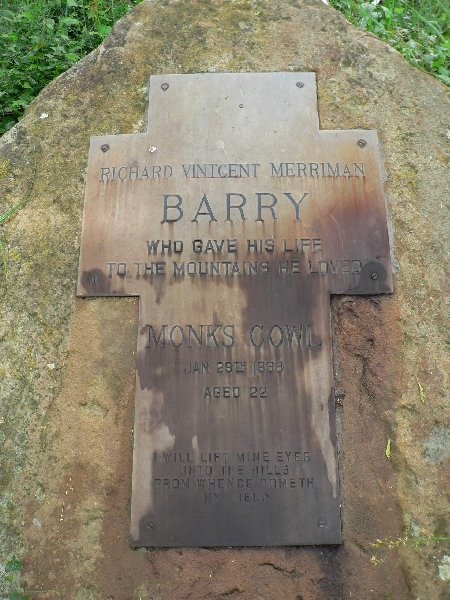 RICHARD VINTCENT MERRIMAN
BARRY
WHO GAVE HIS LIFE
TO THE MOUNTAINS HE LOVED
MONKS COWL
JAN 29TH 1938
AGED 22
I WILL LIFT MINE EYES
UNTO THE HILLS
FROM WHENCE COMETH
MY HELP